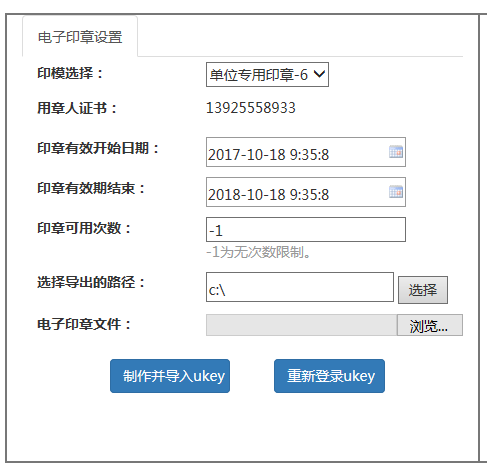 电子印章设置
印模选择： 单位专用印章-6
用章人证书： 13925558933
印章有效开始日期： 2017-10-18 9:35:8
印章有效期结束： 2018-10-18 9:35:8
印章可用次数： -1
-1为无次数限制。
选择导出的路径： c:\ 选择
电子印章文件： 浏览...
制作并导入ukey 重新登录ukey